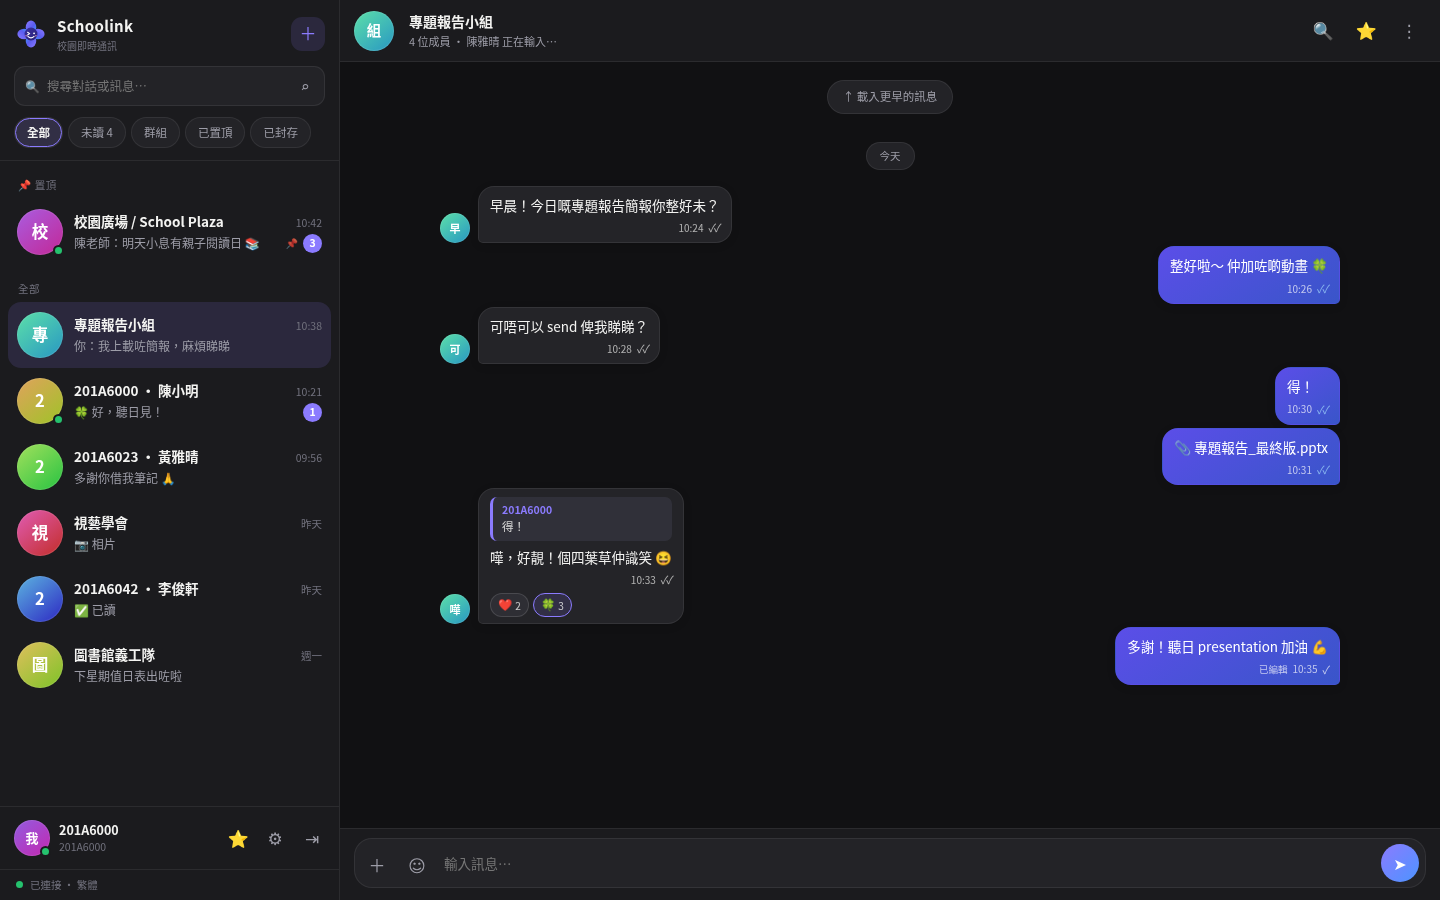 Schoolink
校園即時通訊
搜尋對話或訊息⋯
全部
未讀 4
群組
已置頂
已封存
📌 置頂
校
校園廣場 / School Plaza
10:42
陳老師：明天小息有親子閱讀日 📚
📌
3
全部
專
專題報告小組
10:38
你：我上載咗簡報，麻煩睇睇
2
201A6000 · 陳小明
10:21
🍀 好，聽日見！
1
2
201A6023 · 黃雅晴
09:56
多謝你借我筆記 🙏
視
視藝學會
昨天
📷 相片
2
201A6042 · 李俊軒
昨天
✅ 已讀
圖
圖書館義工隊
週一
下星期值日表出咗啦
我
201A6000
201A6000
已連接 · 繁體
組
專題報告小組
4 位成員 · 陳雅晴 正在輸入⋯
↑ 載入更早的訊息
今天
早
早晨！今日嘅專題報告簡報你整好未？
10:24 ✓✓
整好啦～ 仲加咗啲動畫 🍀
10:26 ✓✓
可
可唔可以 send 俾我睇睇？
10:28 ✓✓
得！
10:30 ✓✓
📎 專題報告_最終版.pptx
10:31 ✓✓
201A6000
得！
嘩，好靚！個四葉草仲識笑 😆
10:33 ✓✓
嘩
❤️ 2
🍀 3
多謝！聽日 presentation 加油 💪
已編輯 10:35 ✓
輸入訊息⋯